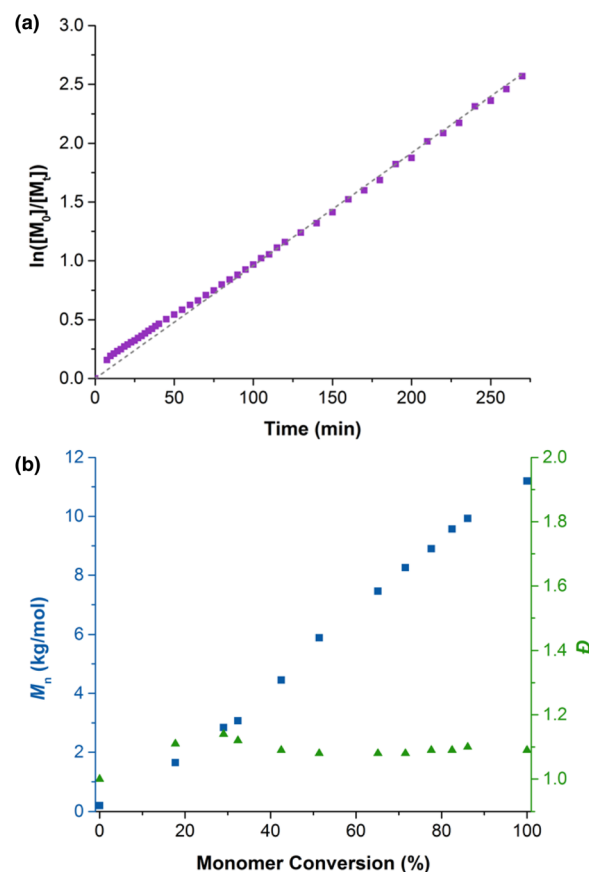 (a)
3.0
2.5
2.0
1.5
1.0
0.5
0.0
ln([M₀]/[Mₜ])
0 50 100 150 200 250
Time (min)
(b)
12
10
8
6
4
2
0
Mₙ (kg/mol)
2.0
1.8
1.6
1.4
1.2
1.0
Đ
0 20 40 60 80 100
Monomer Conversion (%)